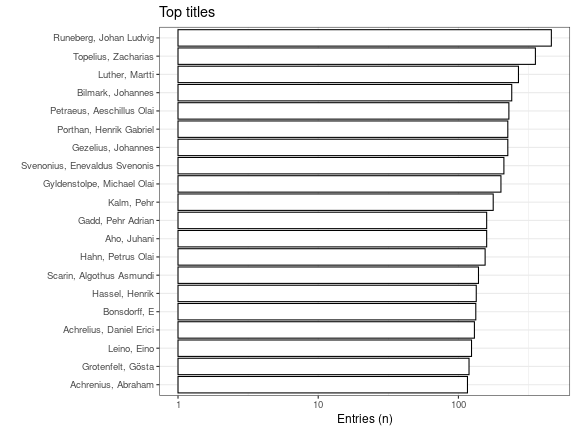 Top titles
Runeberg, Johan Ludvig
Topelius, Zacharias
Luther, Martti
Bilmark, Johannes
Petraeus, Aeschillus Olai
Porthan, Henrik Gabriel
Gezelius, Johannes
Svenonius, Enevaldus Svenonis
Gyldenstolpe, Michael Olai
Kalm, Pehr
Gadd, Pehr Adrian
Aho, Juhani
Hahn, Petrus Olai
Scarin, Algothus Asmundi
Hassel, Henrik
Bonsdorff, E
Achrelius, Daniel Erici
Leino, Eino
Grotenfelt, Gösta
Achrenius, Abraham
1 10 100
Entries (n)